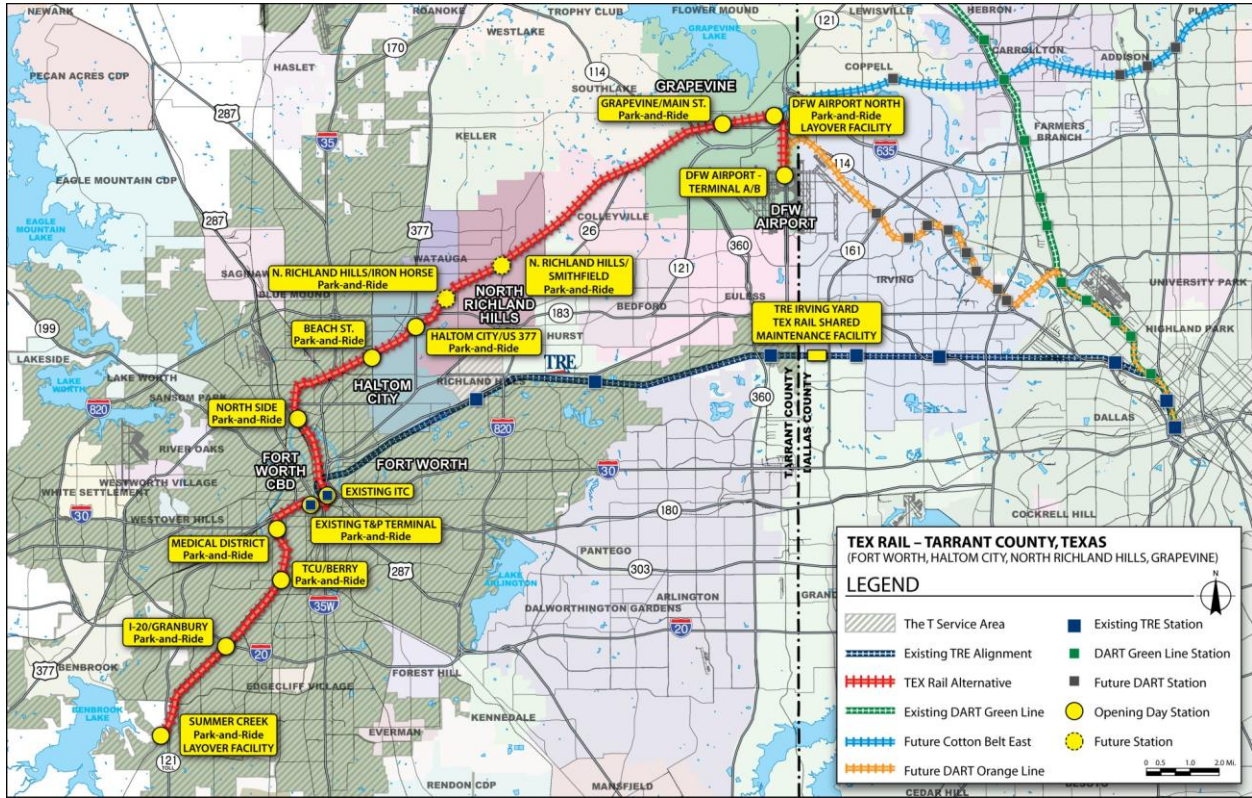 NEWARK
ROANOKE
TROPHY CLUB
FLOWER MOUND
121
LEWISVILLE
HEBRON
WESTLAKE
GRAPEVINE
LAKE
CARROLLTON
170
HASLET
PECAN ACRES CDP
COPPELL
ADDISON
114
SOUTHLAKE
GRAPEVINE
287
GRAPEVINE/MAIN ST.
Park-and-Ride
DFW AIRPORT NORTH
Park-and-Ride
LAYOVER FACILITY
35
KELLER
FARMERS
BRANCH
635
114
EAGLE MOUNTAIN CDP
DFW AIRPORT -
TERMINAL A/B
287
COLLEYVILLE
DFW
AIRPORT
EAGLE
MOUNTAIN
LAKE
377
26
360
161
WATAUGA
121
N. RICHLAND HILLS/IRON HORSE
Park-and-Ride
N. RICHLAND HILLS/
SMITHFIELD
Park-and-Ride
IRVING
UNIVERSITY PARK
BLUE MOUND
NORTH
RICHLAND
HILLS
BEDFORD
EULESS
TRE IRVING YARD
TEX RAIL SHARED
MAINTENANCE FACILITY
199
BEACH ST.
Park-and-Ride
HALTOM CITY/US 377
Park-and-Ride
183
HURST
HIGHLAND PARK
LAKESIDE
LAKE
WORTH
LAKE WORTH
TRE
820
SANSOM PARK
HALTOM
CITY
360
TARRANT COUNTY
DALLAS COUNTY
DALLAS
NORTH SIDE
Park-and-Ride
820
RIVER OAKS
FORT
WORTH
CBD
FORT WORTH
WESTWORTH VILLAGE
30
WHITE SETTLEMENT
EXISTING ITC
30
WESTOVER HILLS
180
COCKRELL HILL
EXISTING T&P TERMINAL
Park-and-Ride
MEDICAL DISTRICT
Park-and-Ride
PANTEGO
TCU/BERRY
Park-and-Ride
287
303
LAKE
ARLINGTON
ARLINGTON
35W
DALWORTHINGTON GARDENS
I-20/GRANBURY
Park-and-Ride
20
20
377
BENBROOK
FOREST HILL
EDGECLIFF VILLAGE
BENBROOK
LAKE
KENNEDALE
SUMMER CREEK
Park-and-Ride
LAYOVER FACILITY
EVERMAN
121
TOLL
RENDON CDP
MANSFIELD
CEDAR HILL
TEX RAIL – TARRANT COUNTY, TEXAS
(FORT WORTH, HALTOM CITY, NORTH RICHLAND HILLS, GRAPEVINE)
LEGEND
N
The T Service Area
Existing TRE Station
Existing TRE Alignment
DART Green Line Station
TEX Rail Alternative
Future DART Station
Existing DART Green Line
Opening Day Station
Future Cotton Belt East
Future Station
Future DART Orange Line
0 0.5 1.0 2.0 Mi.